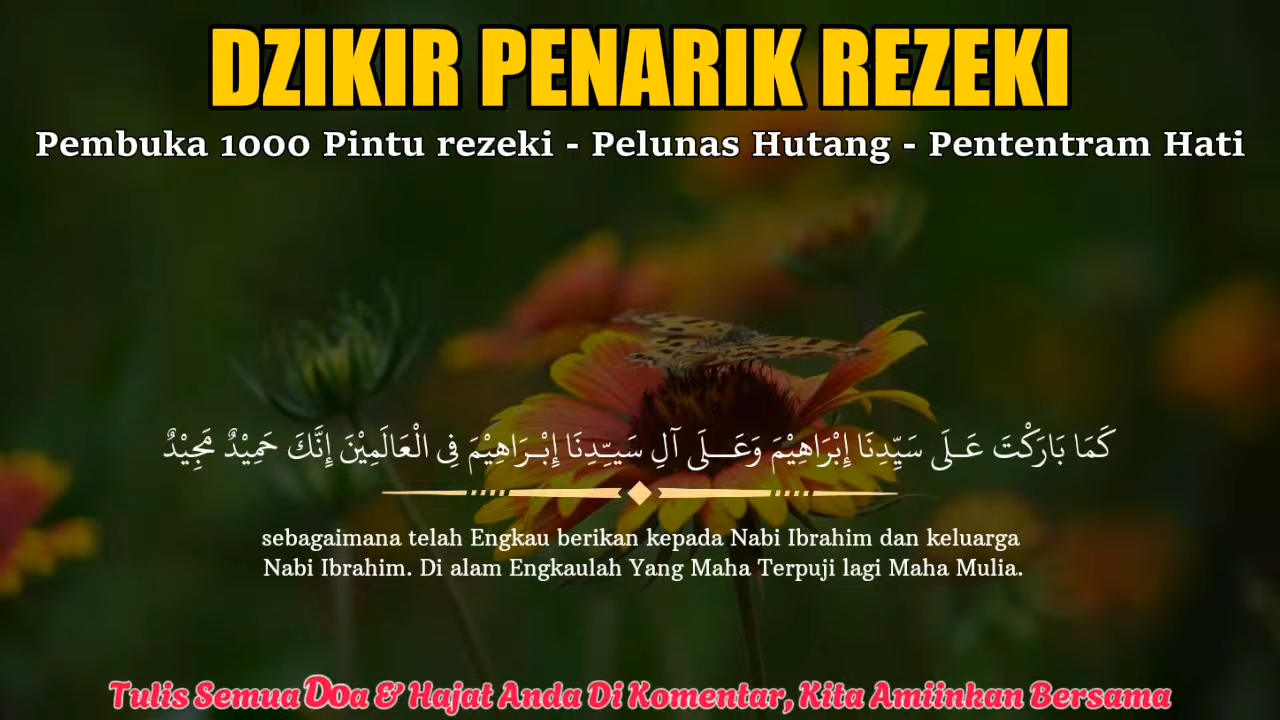 DZIKIR PENARIK REZEKI
Pembuka 1000 Pintu rezeki - Pelunas Hutang - Pententram Hati
كَمَا بَارَكْتَ عَلَى سَيِّدِنَا إِبْرَاهِيْمَ وَعَلَى آلِ سَيِّدِنَا إِبْرَاهِيْمَ فِى الْعَالَمِيْنَ إِنَّكَ حَمِيْدٌ مَجِيْدٌ
sebagaimana telah Engkau berikan kepada Nabi Ibrahim dan keluarga
Nabi Ibrahim. Di alam Engkaulah Yang Maha Terpuji lagi Maha Mulia.
Tulis Semua Doa & Hajat Anda Di Komentar, Kita Amiinkan Bersama